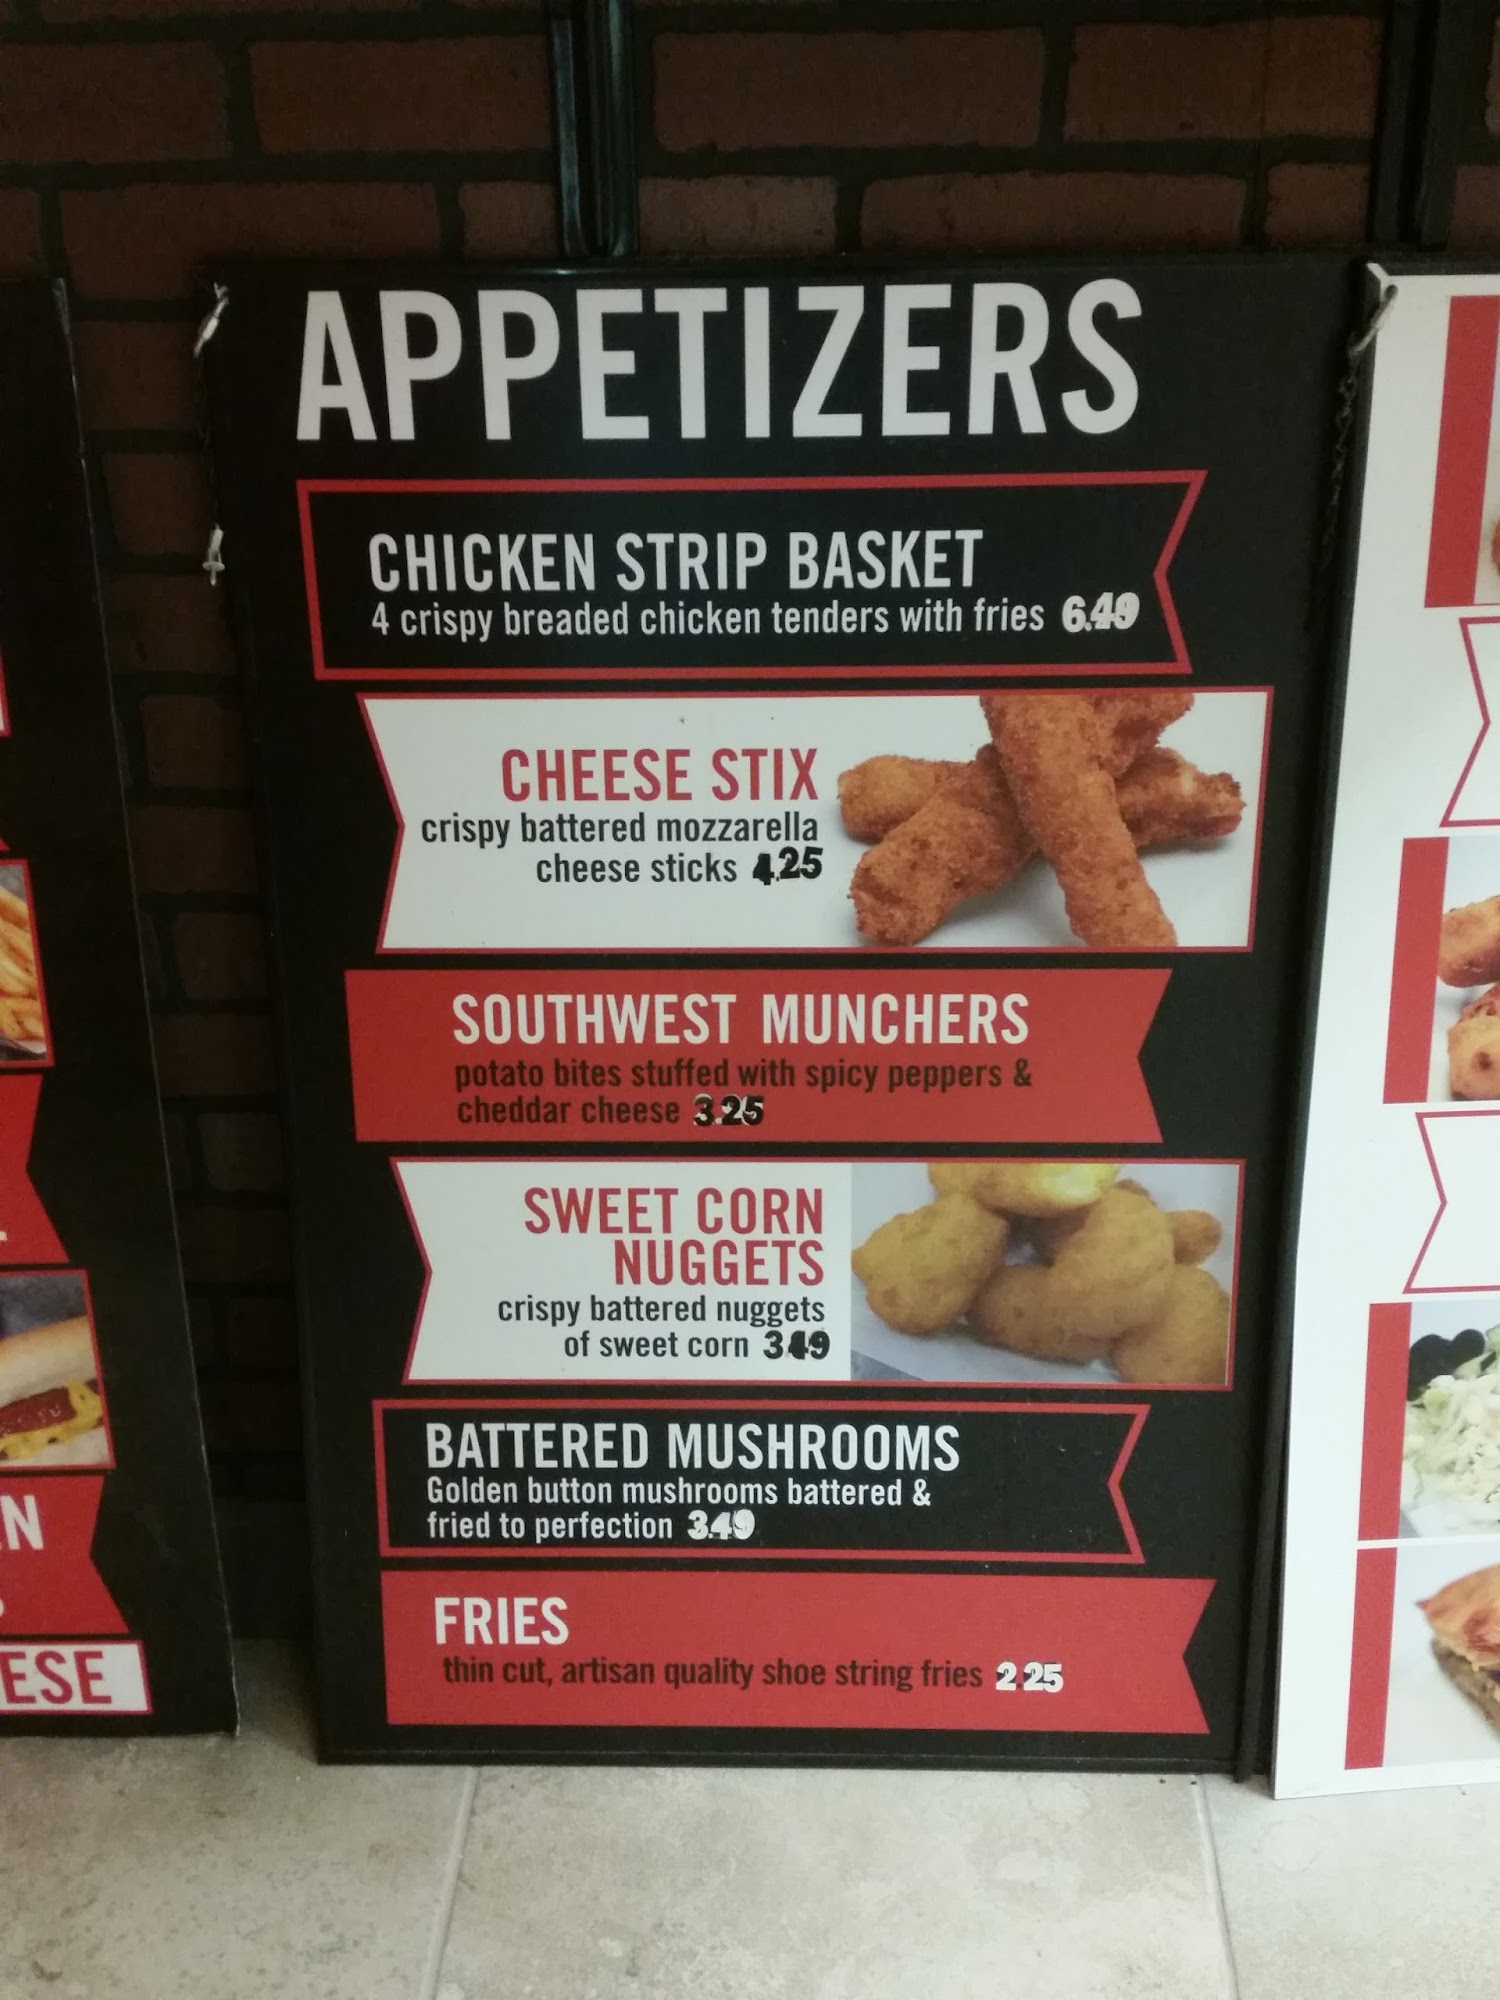 APPETIZERS
CHICKEN STRIP BASKET
4 crispy breaded chicken tenders with fries 6.49
CHEESE STIX
crispy battered mozzarella
cheese sticks 4.25
SOUTHWEST MUNCHERS
potato bites stuffed with spicy peppers &
cheddar cheese 3.25
SWEET CORN
NUGGETS
crispy battered nuggets
of sweet corn 3.49
BATTERED MUSHROOMS
Golden button mushrooms battered &
fried to perfection 3.49
FRIES
thin cut, artisan quality shoe string fries 2.25